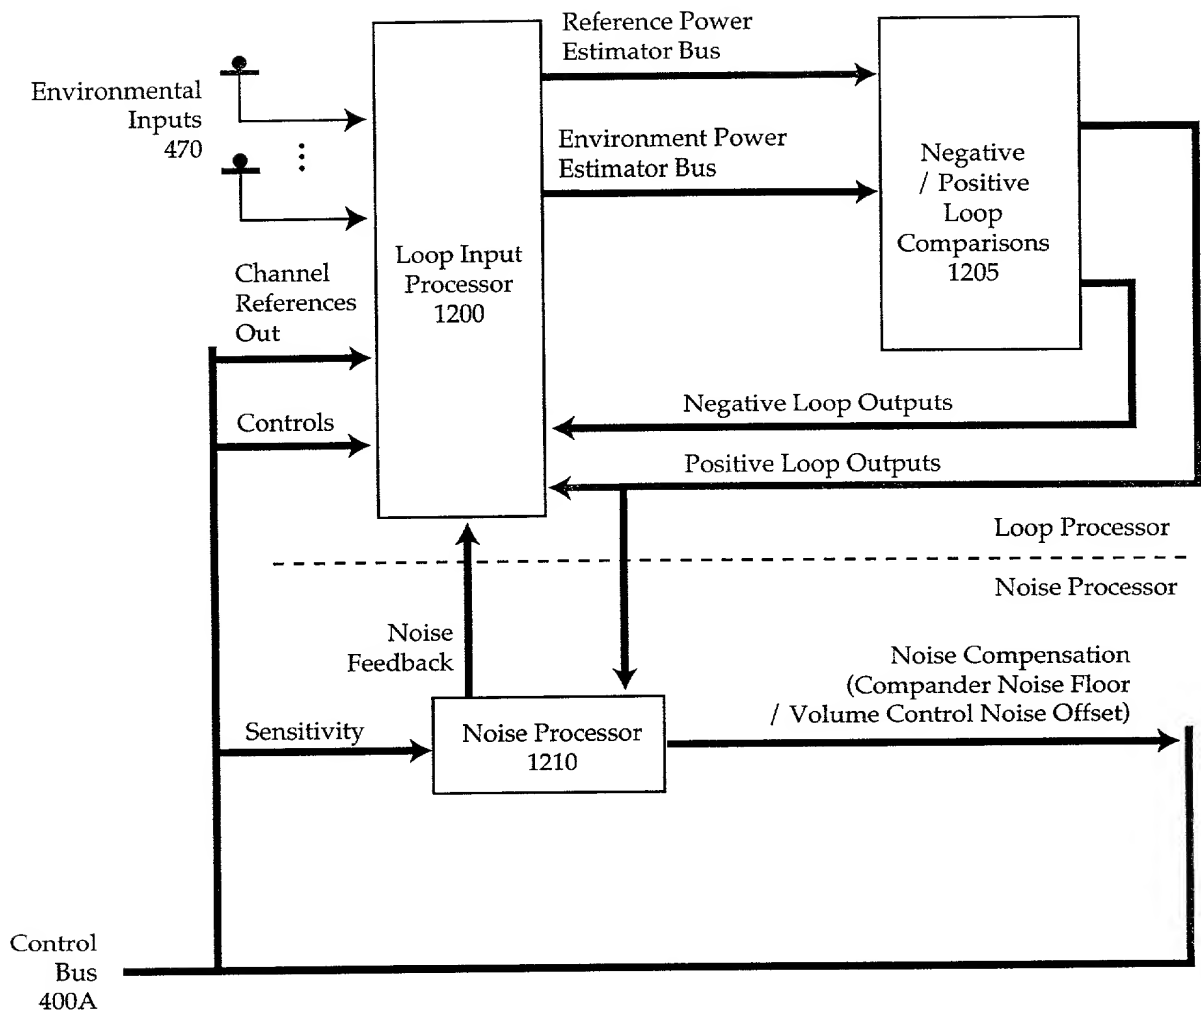 Reference Power
Estimator Bus
Environmental
Inputs
470
Environment Power
Estimator Bus
Negative
/ Positive
Loop
Comparisons
1205
Loop Input
Processor
1200
Channel
References
Out
Controls
Negative Loop Outputs
Positive Loop Outputs
Loop Processor
Noise Processor
Noise
Feedback
Noise Compensation
(Compander Noise Floor
/ Volume Control Noise Offset)
Sensitivity
Noise Processor
1210
Control
Bus
400A